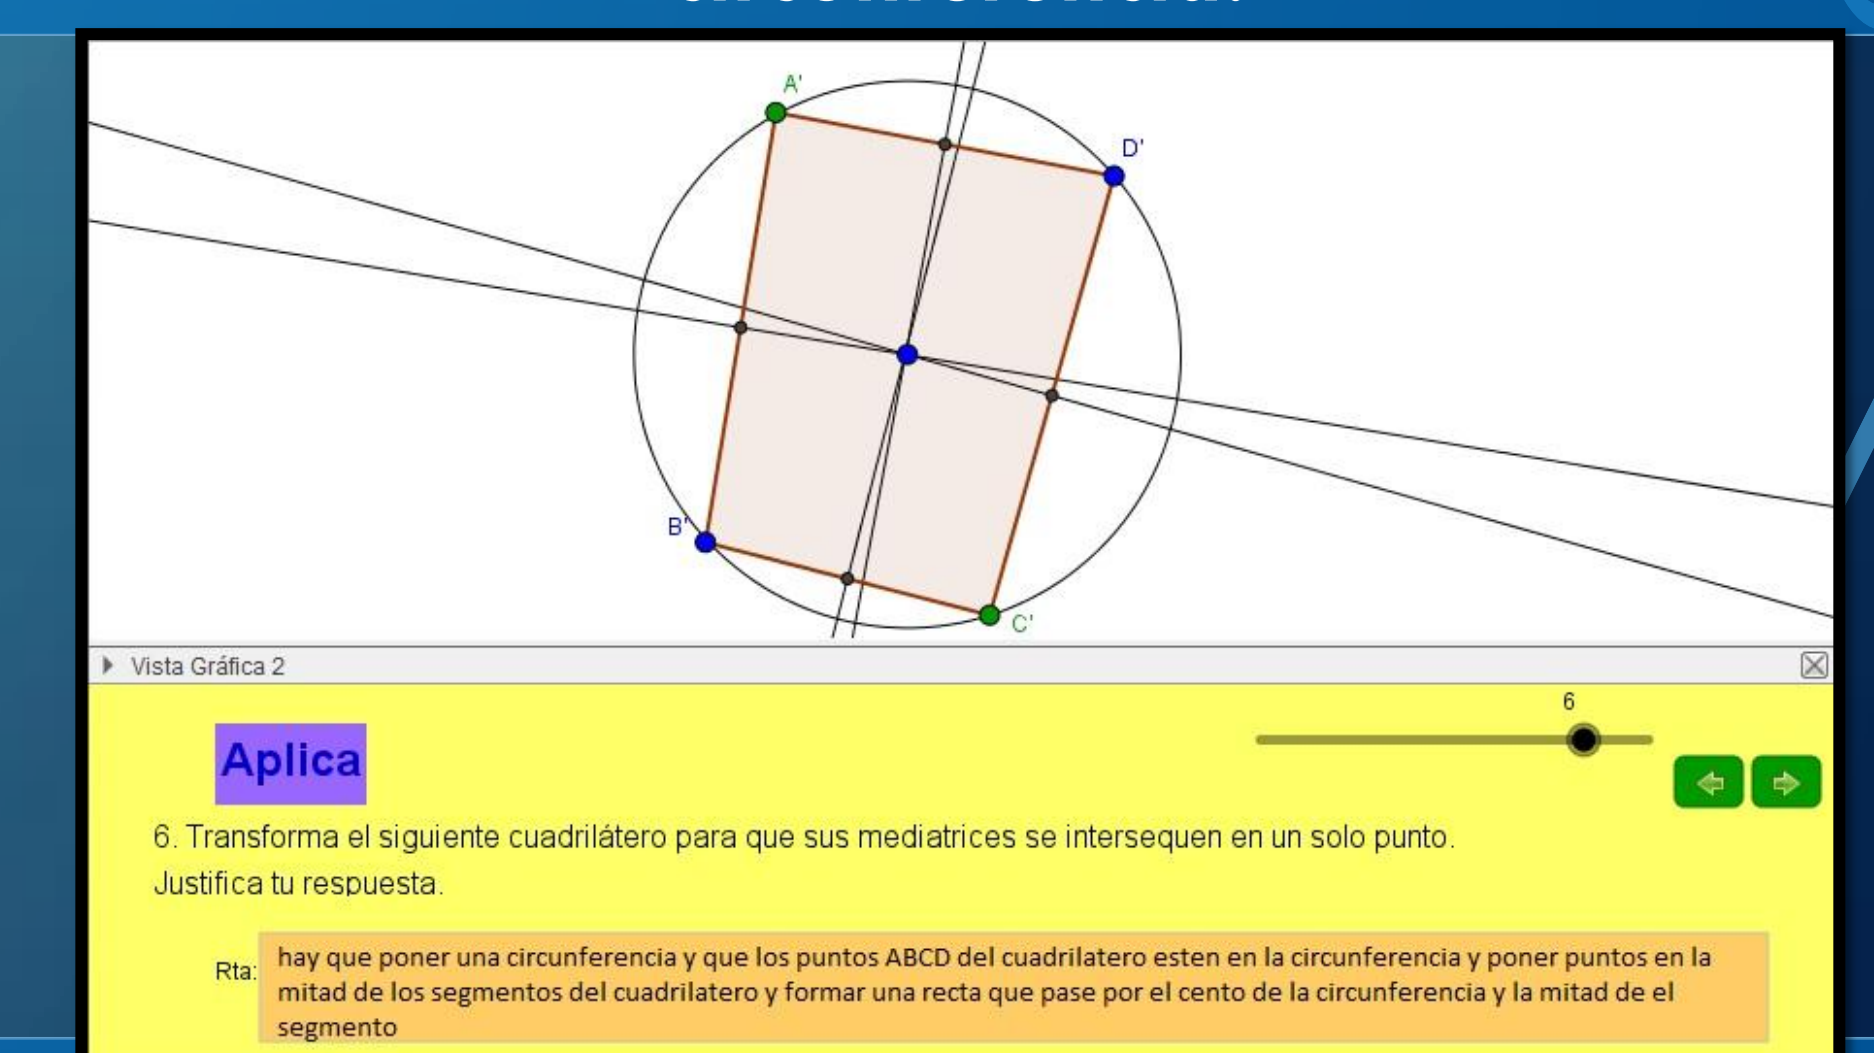 A'
D'
B'
C'
Vista Gráfica 2
6
Aplica
6. Transforma el siguiente cuadrilátero para que sus mediatrices se intersequen en un solo punto.
Justifica tu respuesta.
Rta:
hay que poner una circunferencia y que los puntos ABCD del cuadrilatero esten en la circunferencia y poner puntos en la
mitad de los segmentos del cuadrilatero y formar una recta que pase por el cento de la circunferencia y la mitad de el
segmento